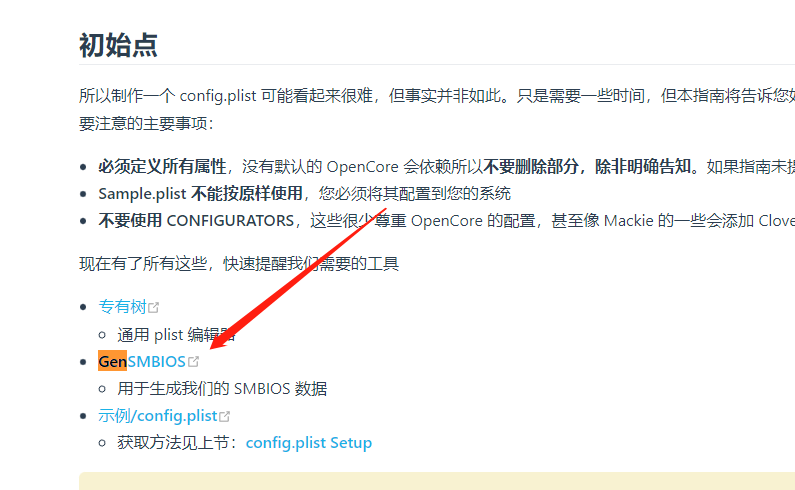 初始点
所以制作一个 config.plist 可能看起来很难，但事实并非如此。只是需要一些时间，但本指南将告诉您如
要注意的主要事项：
必须定义所有属性，没有默认的 OpenCore 会依赖所以不要删除部分，除非明确告知。如果指南未提
Sample.plist 不能按原样使用，您必须将其配置到您的系统
不要使用 CONFIGURATORS，这些很少尊重 OpenCore 的配置，甚至像 Mackie 的一些会添加 Clove
现在有了所有这些，快速提醒我们需要的工具
专有树
通用 plist 编辑器
GenSMBIOS
用于生成我们的 SMBIOS 数据
示例/config.plist
获取方法见上节：config.plist Setup